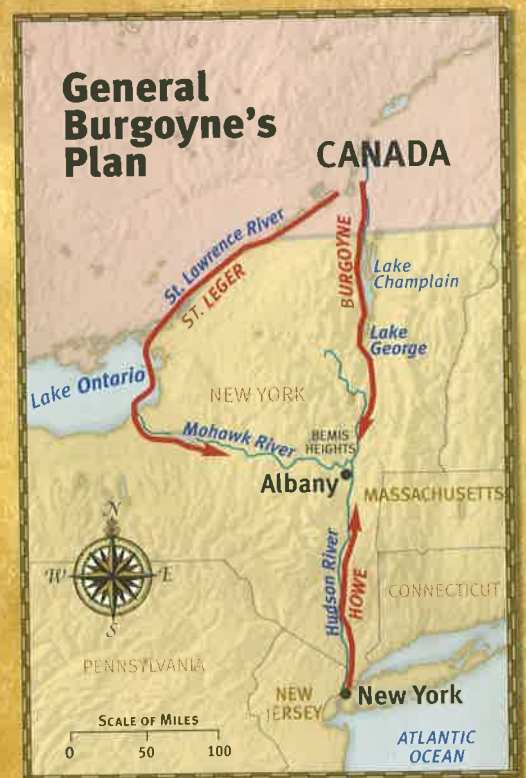 General
Burgoyne's
Plan
CANADA
St. Lawrence River
ST. LEGER
BURGOYNE
Lake
Champlain
Lake
George
Lake Ontario
NEW YORK
Mohawk River
BEMIS
HEIGHTS
Albany
MASSACHUSETTS
N
W
E
S
Hudson River
HOWE
CONNECTICUT
PENNSYLVANIA
NEW
JERSEY
New York
SCALE OF MILES
0 50 100
ATLANTIC
OCEAN